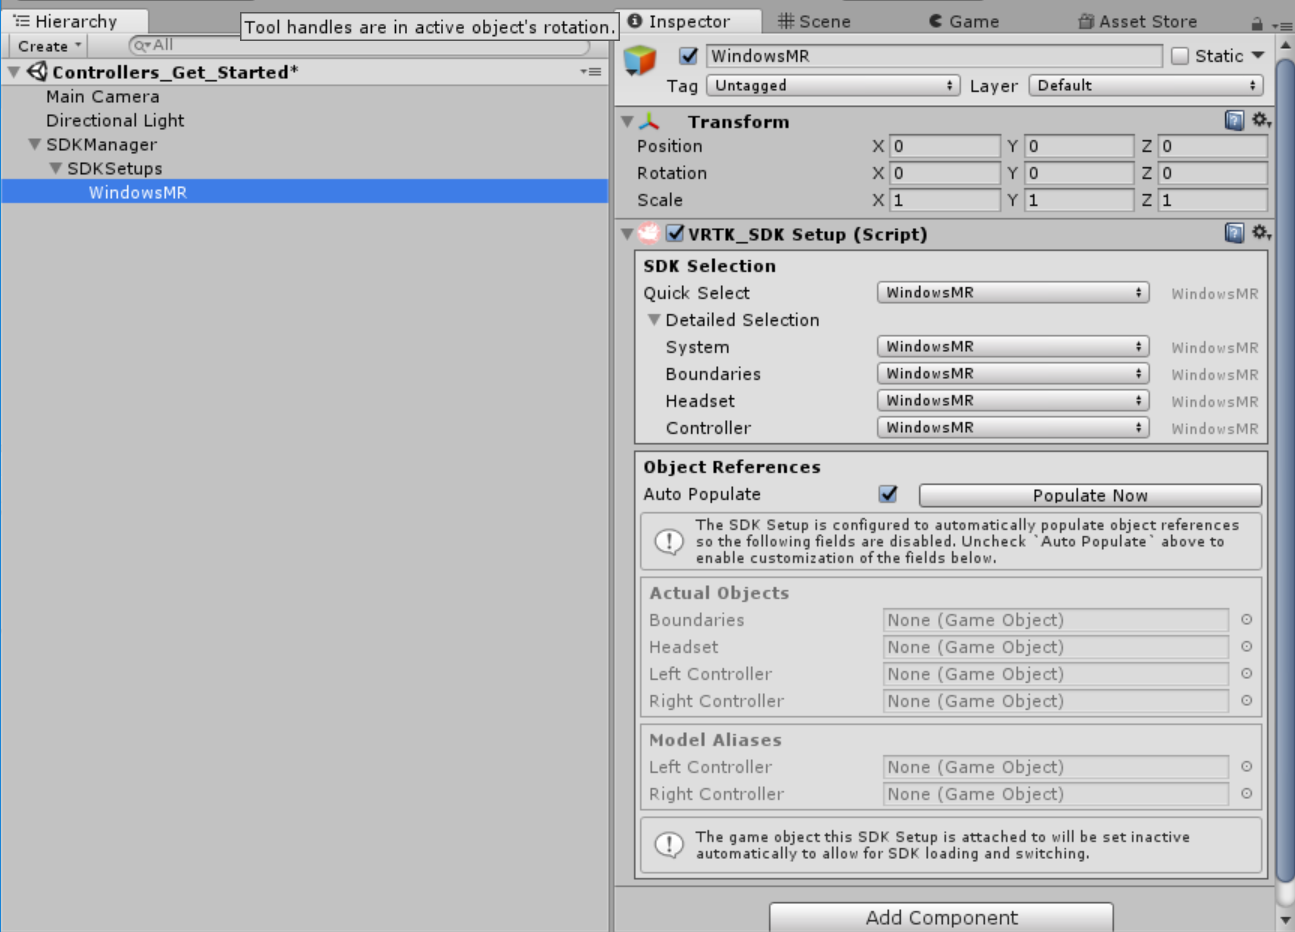 Hierarchy
Tool handles are in active object's rotation.
Create
All
Controllers_Get_Started*
Main Camera
Directional Light
SDKManager
SDKSetups
WindowsMR
Inspector
Scene
Game
Asset Store
WindowsMR
Static
Tag Untagged Layer Default
Transform
Position X 0 Y 0 Z 0
Rotation X 0 Y 0 Z 0
Scale X 1 Y 1 Z 1
VRTK_SDK Setup (Script)
SDK Selection
Quick Select WindowsMR WindowsMR
Detailed Selection
System WindowsMR WindowsMR
Boundaries WindowsMR WindowsMR
Headset WindowsMR WindowsMR
Controller WindowsMR WindowsMR
Object References
Auto Populate Populate Now
The SDK Setup is configured to automatically populate object references
so the following fields are disabled. Uncheck `Auto Populate` above to
enable customization of the fields below.
Actual Objects
Boundaries None (Game Object)
Headset None (Game Object)
Left Controller None (Game Object)
Right Controller None (Game Object)
Model Aliases
Left Controller None (Game Object)
Right Controller None (Game Object)
The game object this SDK Setup is attached to will be set inactive
automatically to allow for SDK loading and switching.
Add Component